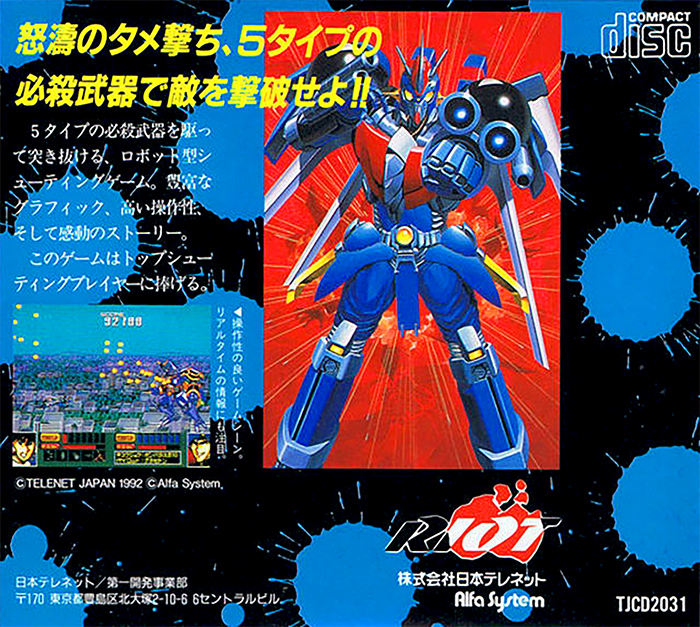 怒濤のタメ撃ち、5タイプの
必殺武器で敵を撃破せよ!!
COMPACT
disc
5タイプの必殺武器を駆っ
て突き抜ける、ロボット型シ
ューティングゲーム。豊富な
グラフィック、高い操作性、
そして感動のストーリー。
このゲームはトップシュー
ティングプレイヤーに捧げる。
SCORE
92100
◀操作性の良いゲームシーン。
リアルタイムの情報にも注目。
©TELENET JAPAN 1992 ©Alfa System.
RIOT
株式会社日本テレネット
Alfa System
日本テレネット/第一開発事業部
〒170 東京都豊島区北大塚2-10-6 6セントラルビル
TJCD2031